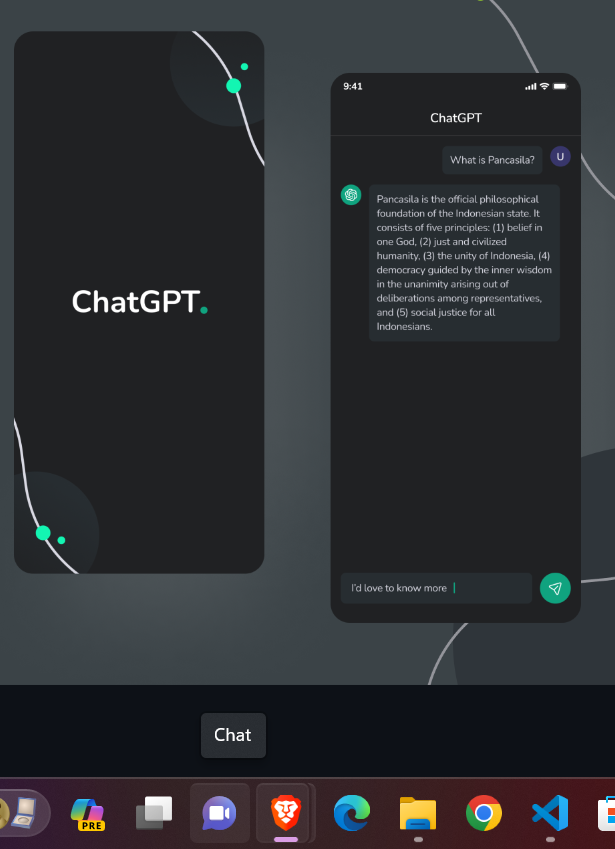 9:41
ChatGPT
What is Pancasila?
U
Pancasila is the official philosophical
foundation of the Indonesian state. It
consists of five principles: (1) belief in
one God, (2) just and civilized
humanity, (3) the unity of Indonesia, (4)
democracy guided by the inner wisdom
in the unanimity arising out of
deliberations among representatives,
and (5) social justice for all
Indonesians.
ChatGPT.
I'd love to know more
Chat
PRE